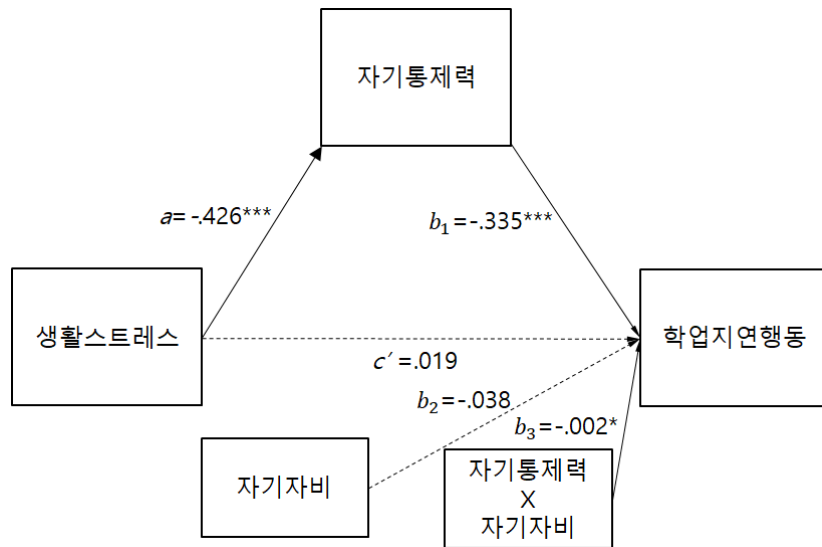 자기통제력
a= -.426***
b₁=-.335***
생활스트레스
학업지연행동
c′ =.019
b₂=-.038
b₃=-.002*
자기자비
자기통제력
X
자기자비